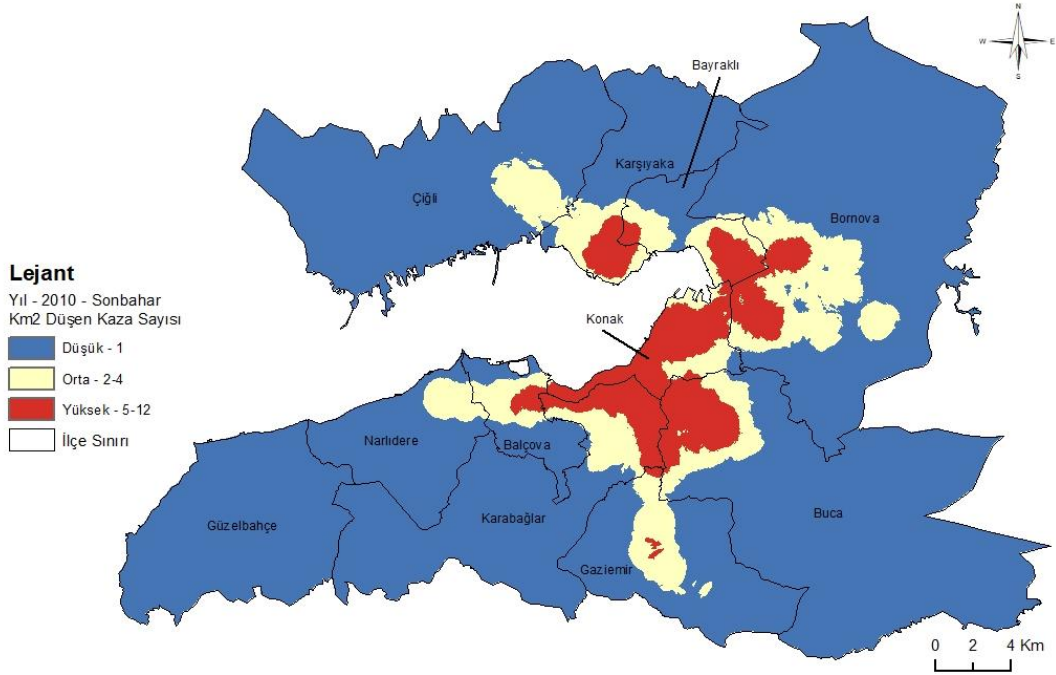 N
W E
S
Bayraklı
Karşıyaka
Çiğli
Bornova
Lejant
Yıl - 2010 - Sonbahar
Km2 Düşen Kaza Sayısı
Düşük - 1
Orta - 2-4
Yüksek - 5-12
İlçe Sınırı
Konak
Narlıdere
Balçova
Güzelbahçe
Karabağlar
Buca
Gaziemir
0 2 4 Km